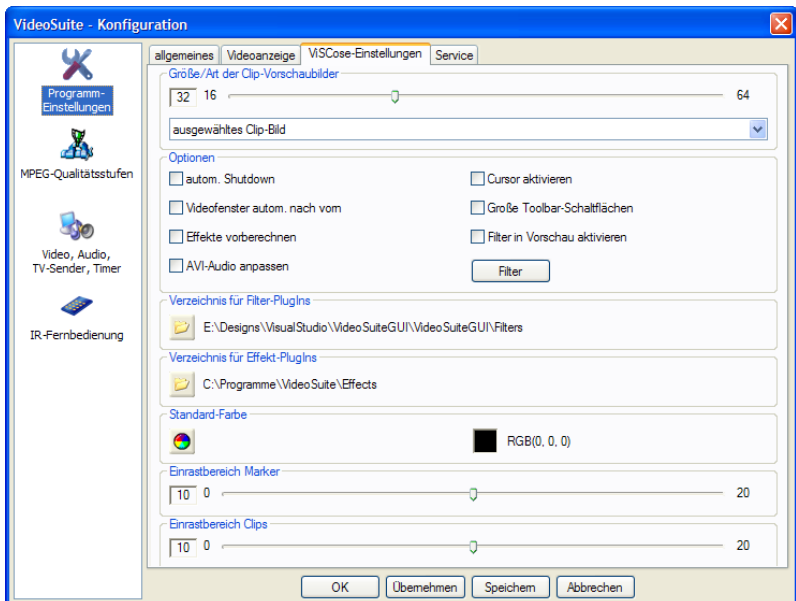 VideoSuite - Konfiguration
Programm-
Einstellungen
MPEG-Qualitätsstufen
Video, Audio,
TV-Sender, Timer
IR-Fernbedienung
allgemeines Videoanzeige ViSCose-Einstellungen Service
Größe/Art der Clip-Vorschaubilder
32 16 64
ausgewähltes Clip-Bild
Optionen
autom. Shutdown Cursor aktivieren
Videofenster autom. nach vorn Große Toolbar-Schaltflächen
Effekte vorberechnen Filter in Vorschau aktivieren
AVI-Audio anpassen Filter
Verzeichnis für Filter-PlugIns
E:\Designs\VisualStudio\VideoSuiteGUI\VideoSuiteGUI\Filters
Verzeichnis für Effekt-PlugIns
C:\Programme\VideoSuite\Effects
Standard-Farbe
RGB(0, 0, 0)
Einrastbereich Marker
10 0 20
Einrastbereich Clips
10 0 20
OK Übernehmen Speichern Abbrechen